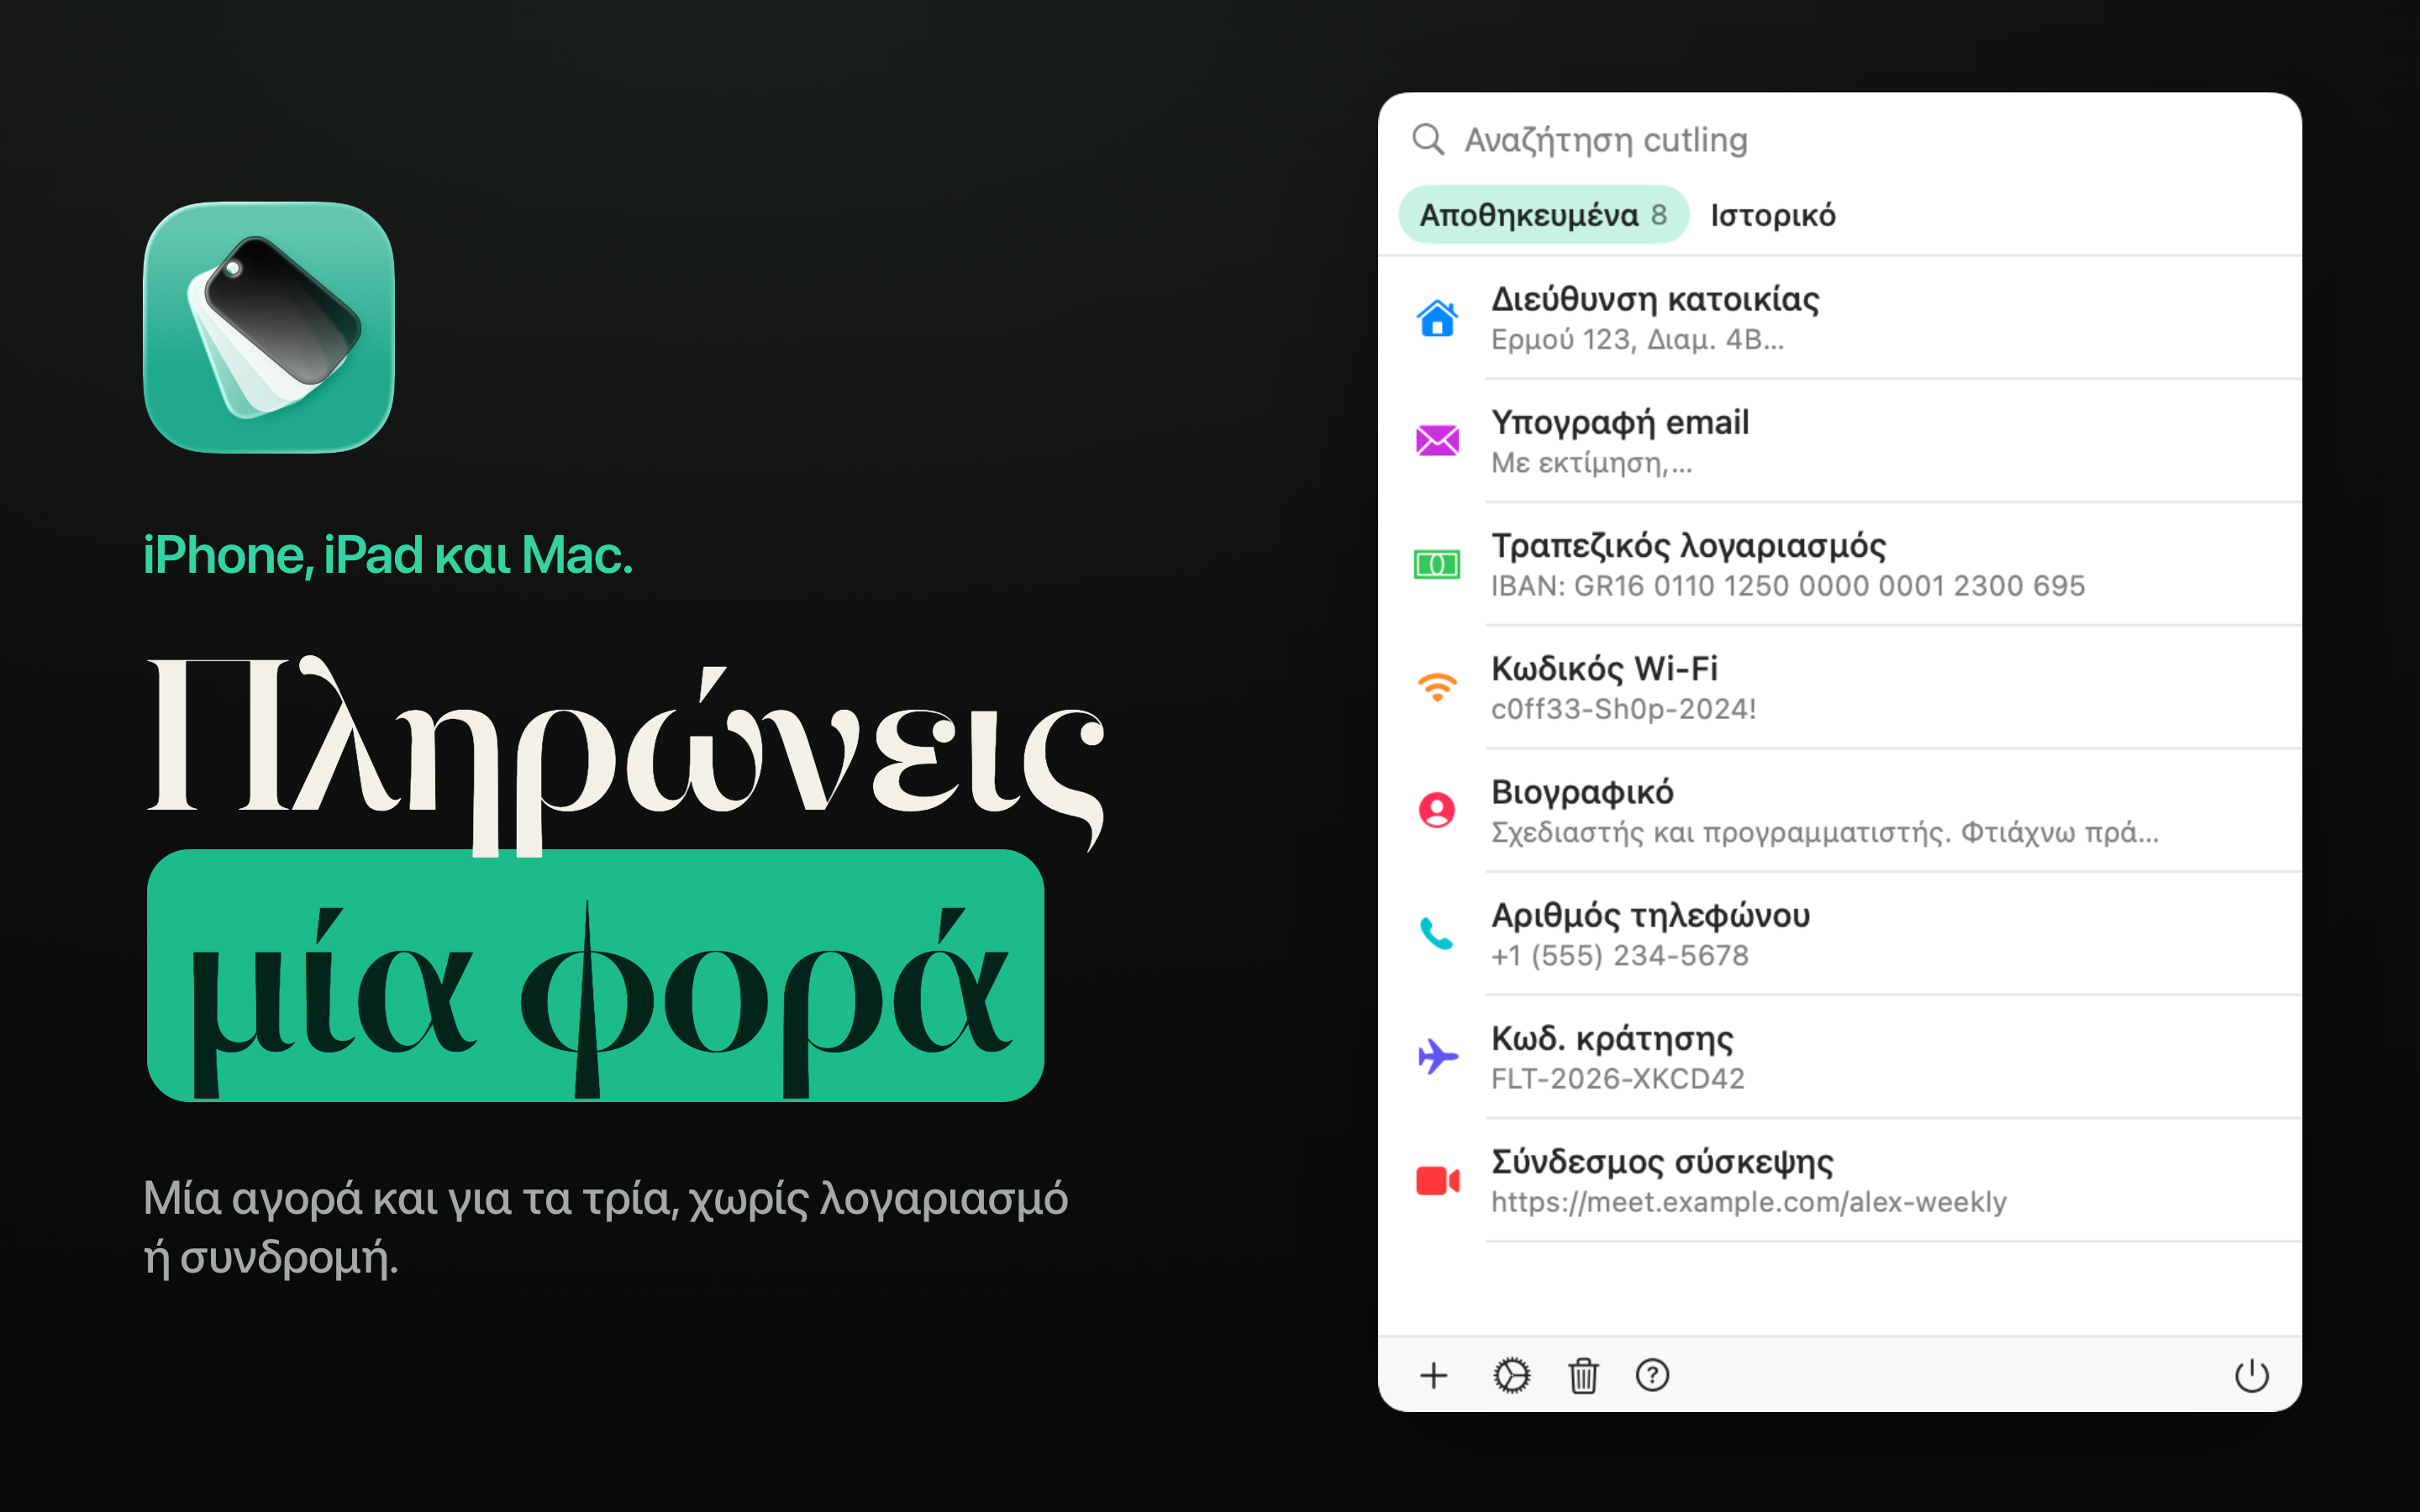 iPhone, iPad και Mac.
Πληρώνεις
μία φορά
Μία αγορά και για τα τρία, χωρίς λογαριασμό
ή συνδρομή.
Αναζήτηση cutling
Αποθηκευμένα 8 Ιστορικό
Διεύθυνση κατοικίας
Ερμού 123, Διαμ. 4Β...
Υπογραφή email
Με εκτίμηση,...
Τραπεζικός λογαριασμός
IBAN: GR16 0110 1250 0000 0001 2300 695
Κωδικός Wi-Fi
c0ff33-Sh0p-2024!
Βιογραφικό
Σχεδιαστής και προγραμματιστής. Φτιάχνω πρά...
Αριθμός τηλεφώνου
+1 (555) 234-5678
Κωδ. κράτησης
FLT-2026-XKCD42
Σύνδεσμος σύσκεψης
https://meet.example.com/alex-weekly